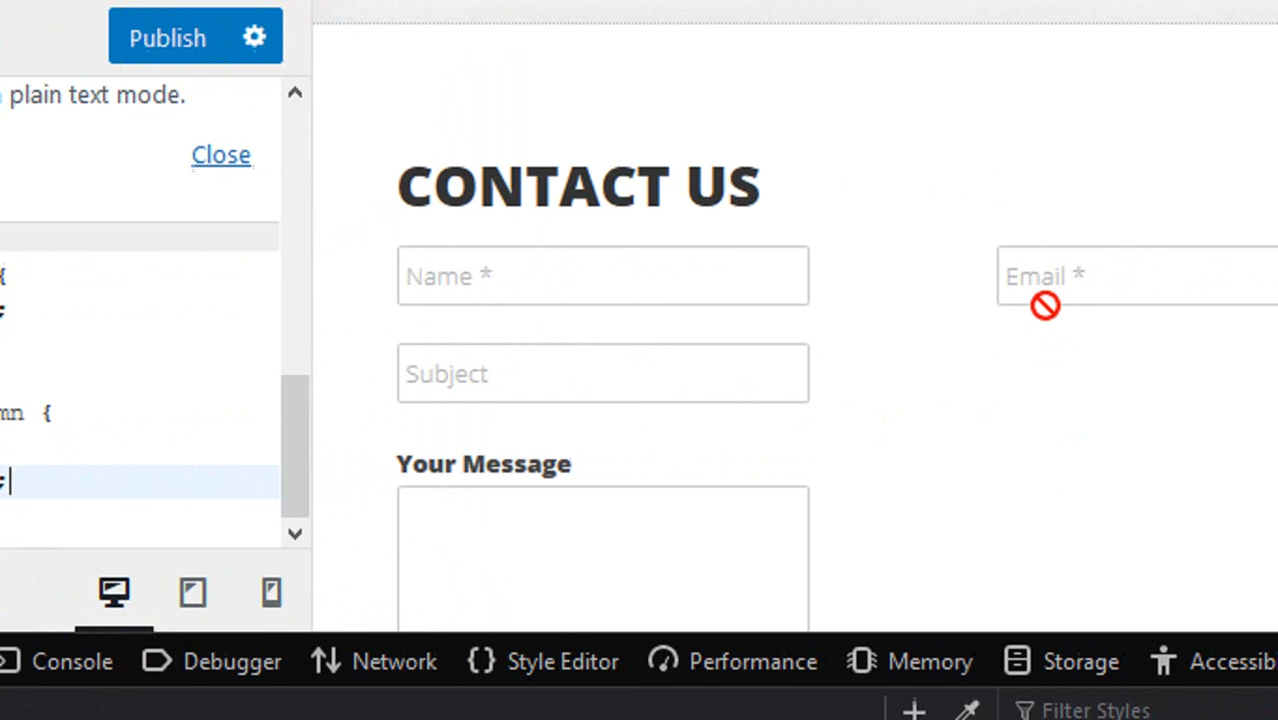 Publish
plain text mode.
Close
{
;
mn {
;
CONTACT US
Name *
Email *
Subject
Your Message
Console
Debugger
Network
{} Style Editor
Performance
Memory
Storage
Accessib
+
Filter Styles